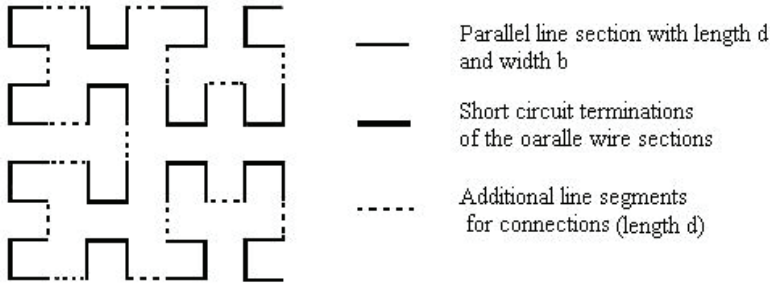 Parallel line section with length d
and width b
Short circuit terminations
of the oaralle wire sections
Additional line segments
for connections (length d)